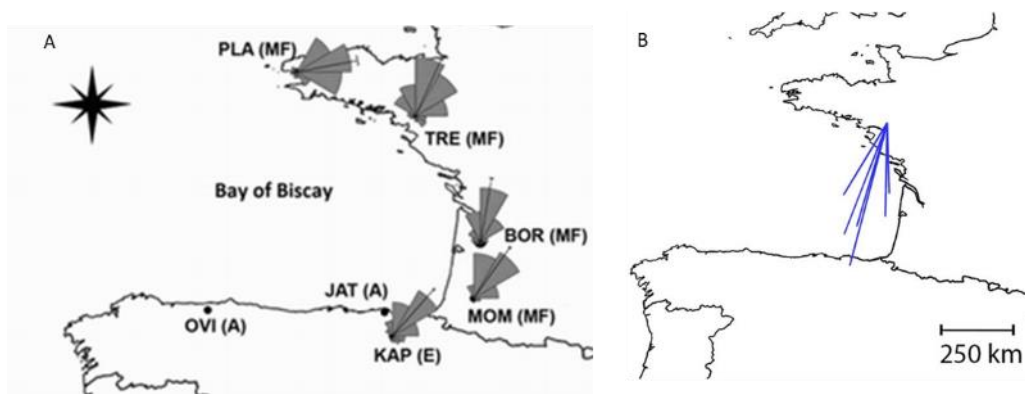 A
PLA (MF)
TRE (MF)
Bay of Biscay
BOR (MF)
JAT (A)
OVI (A)
MOM (MF)
KAP (E)
B
250 km